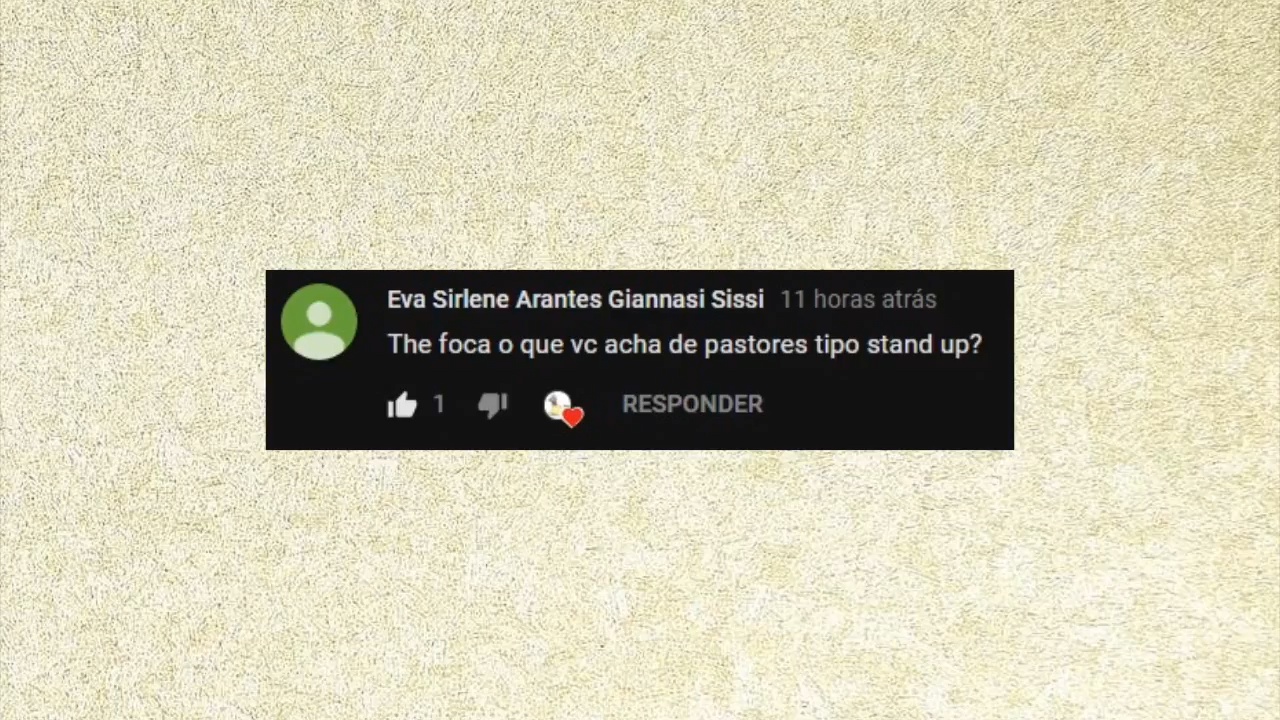 Eva Sirlene Arantes Giannasi Sissi 11 horas atrás
The foca o que vc acha de pastores tipo stand up?
1 RESPONDER